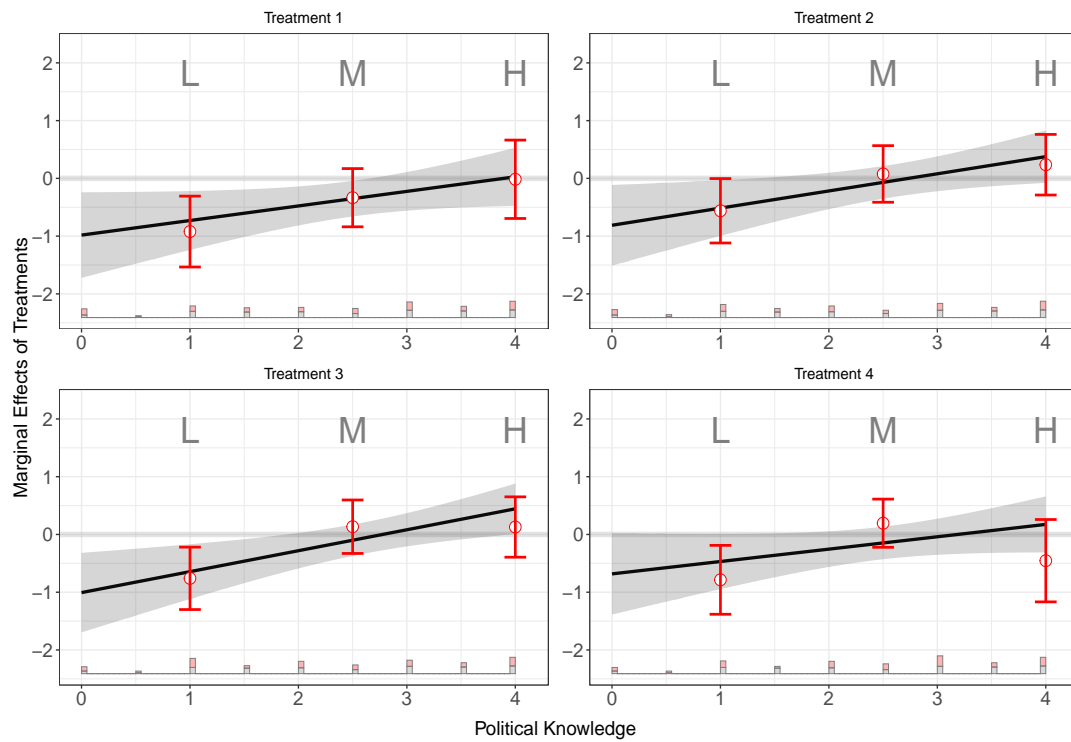 Treatment 1
Treatment 2
L M H
L M H
2
1
0
−1
−2
2
1
0
−1
−2
0 1 2 3 4
0 1 2 3 4
Marginal Effects of Treatments
Treatment 3
Treatment 4
L M H
L M H
2
1
0
−1
−2
2
1
0
−1
−2
0 1 2 3 4
0 1 2 3 4
Political Knowledge